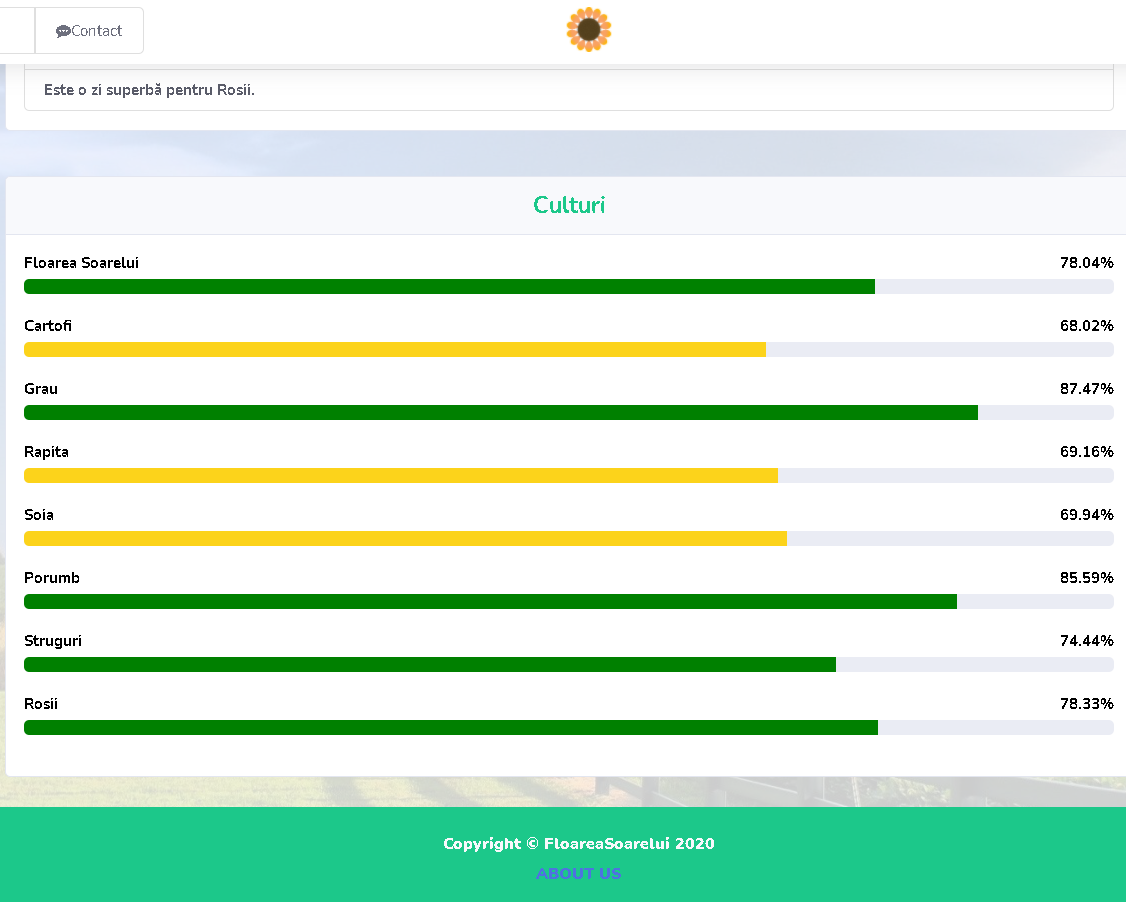 Contact
Este o zi superbă pentru Rosii.
Culturi
Floarea Soarelui 78.04%
Cartofi 68.02%
Grau 87.47%
Rapita 69.16%
Soia 69.94%
Porumb 85.59%
Struguri 74.44%
Rosii 78.33%
Copyright © FloareaSoarelui 2020
ABOUT US